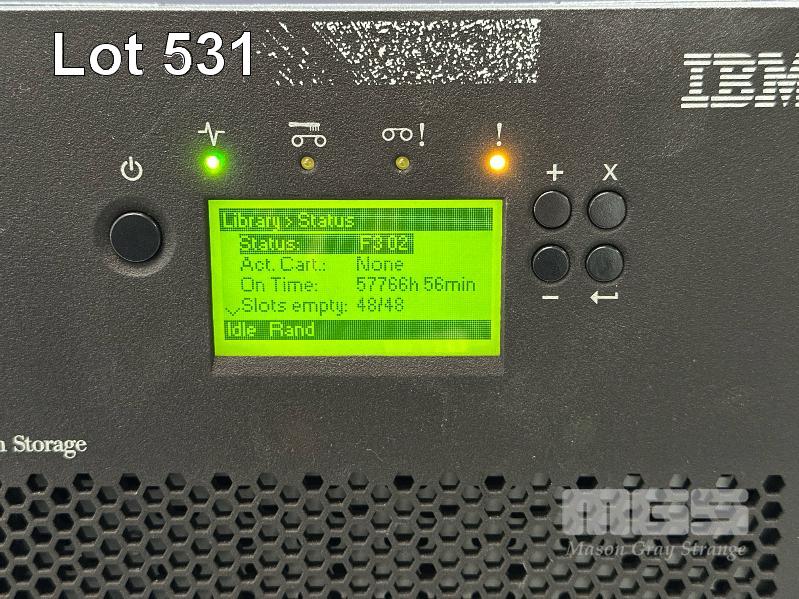 Lot 531
IBM
+ X
Library > Status
Status: F3 02
Act. Cart.: None
On Time: 57766h 56min
Slots empty: 48/48
Idle Rand
-
n Storage
MGS
Mason Gray Strange